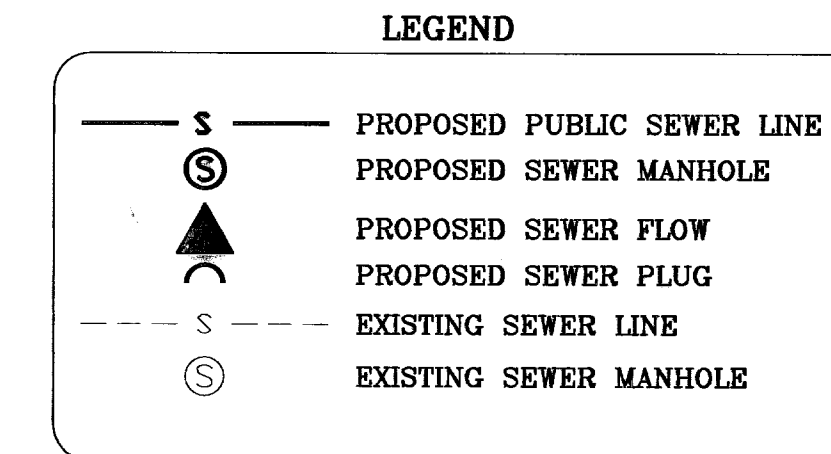 LEGEND
S PROPOSED PUBLIC SEWER LINE
S PROPOSED SEWER MANHOLE
PROPOSED SEWER FLOW
PROPOSED SEWER PLUG
S EXISTING SEWER LINE
S EXISTING SEWER MANHOLE